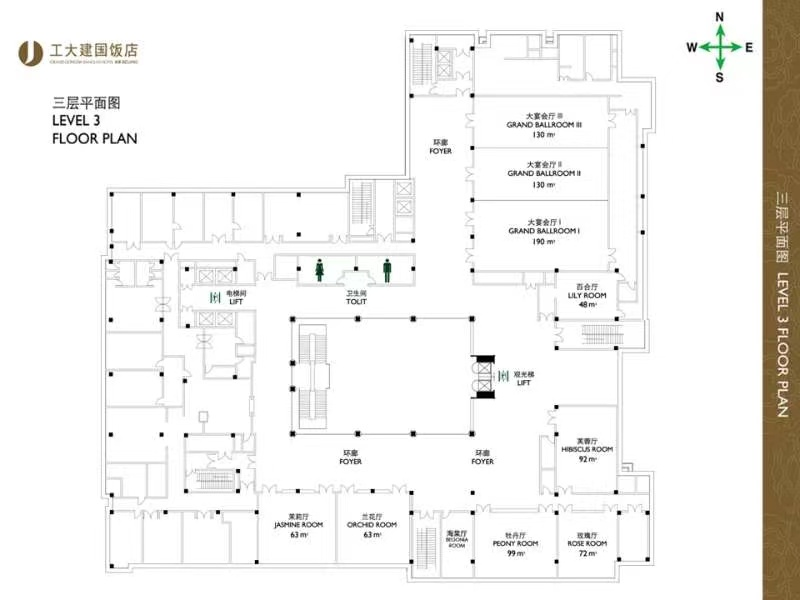 工大建国饭店
三层平面图
LEVEL 3
FLOOR PLAN
N
W E
S
大宴会厅 III
GRAND BALLROOM III
130 m²
环廊
FOYER
大宴会厅 II
GRAND BALLROOM II
130 m²
大宴会厅 I
GRAND BALLROOM I
190 m²
百合厅
LILY ROOM
48 m²
电梯间
LIFT
卫生间
TOLIT
观光梯
LIFT
芙蓉厅
HIBISCUS ROOM
92 m²
环廊
FOYER
环廊
FOYER
茉莉厅
JASMINE ROOM
63 m²
兰花厅
ORCHID ROOM
63 m²
海棠厅
BEGONIA
ROOM
牡丹厅
PEONY ROOM
99 m²
玫瑰厅
ROSE ROOM
72 m²
三层平面图 LEVEL 3 FLOOR PLAN